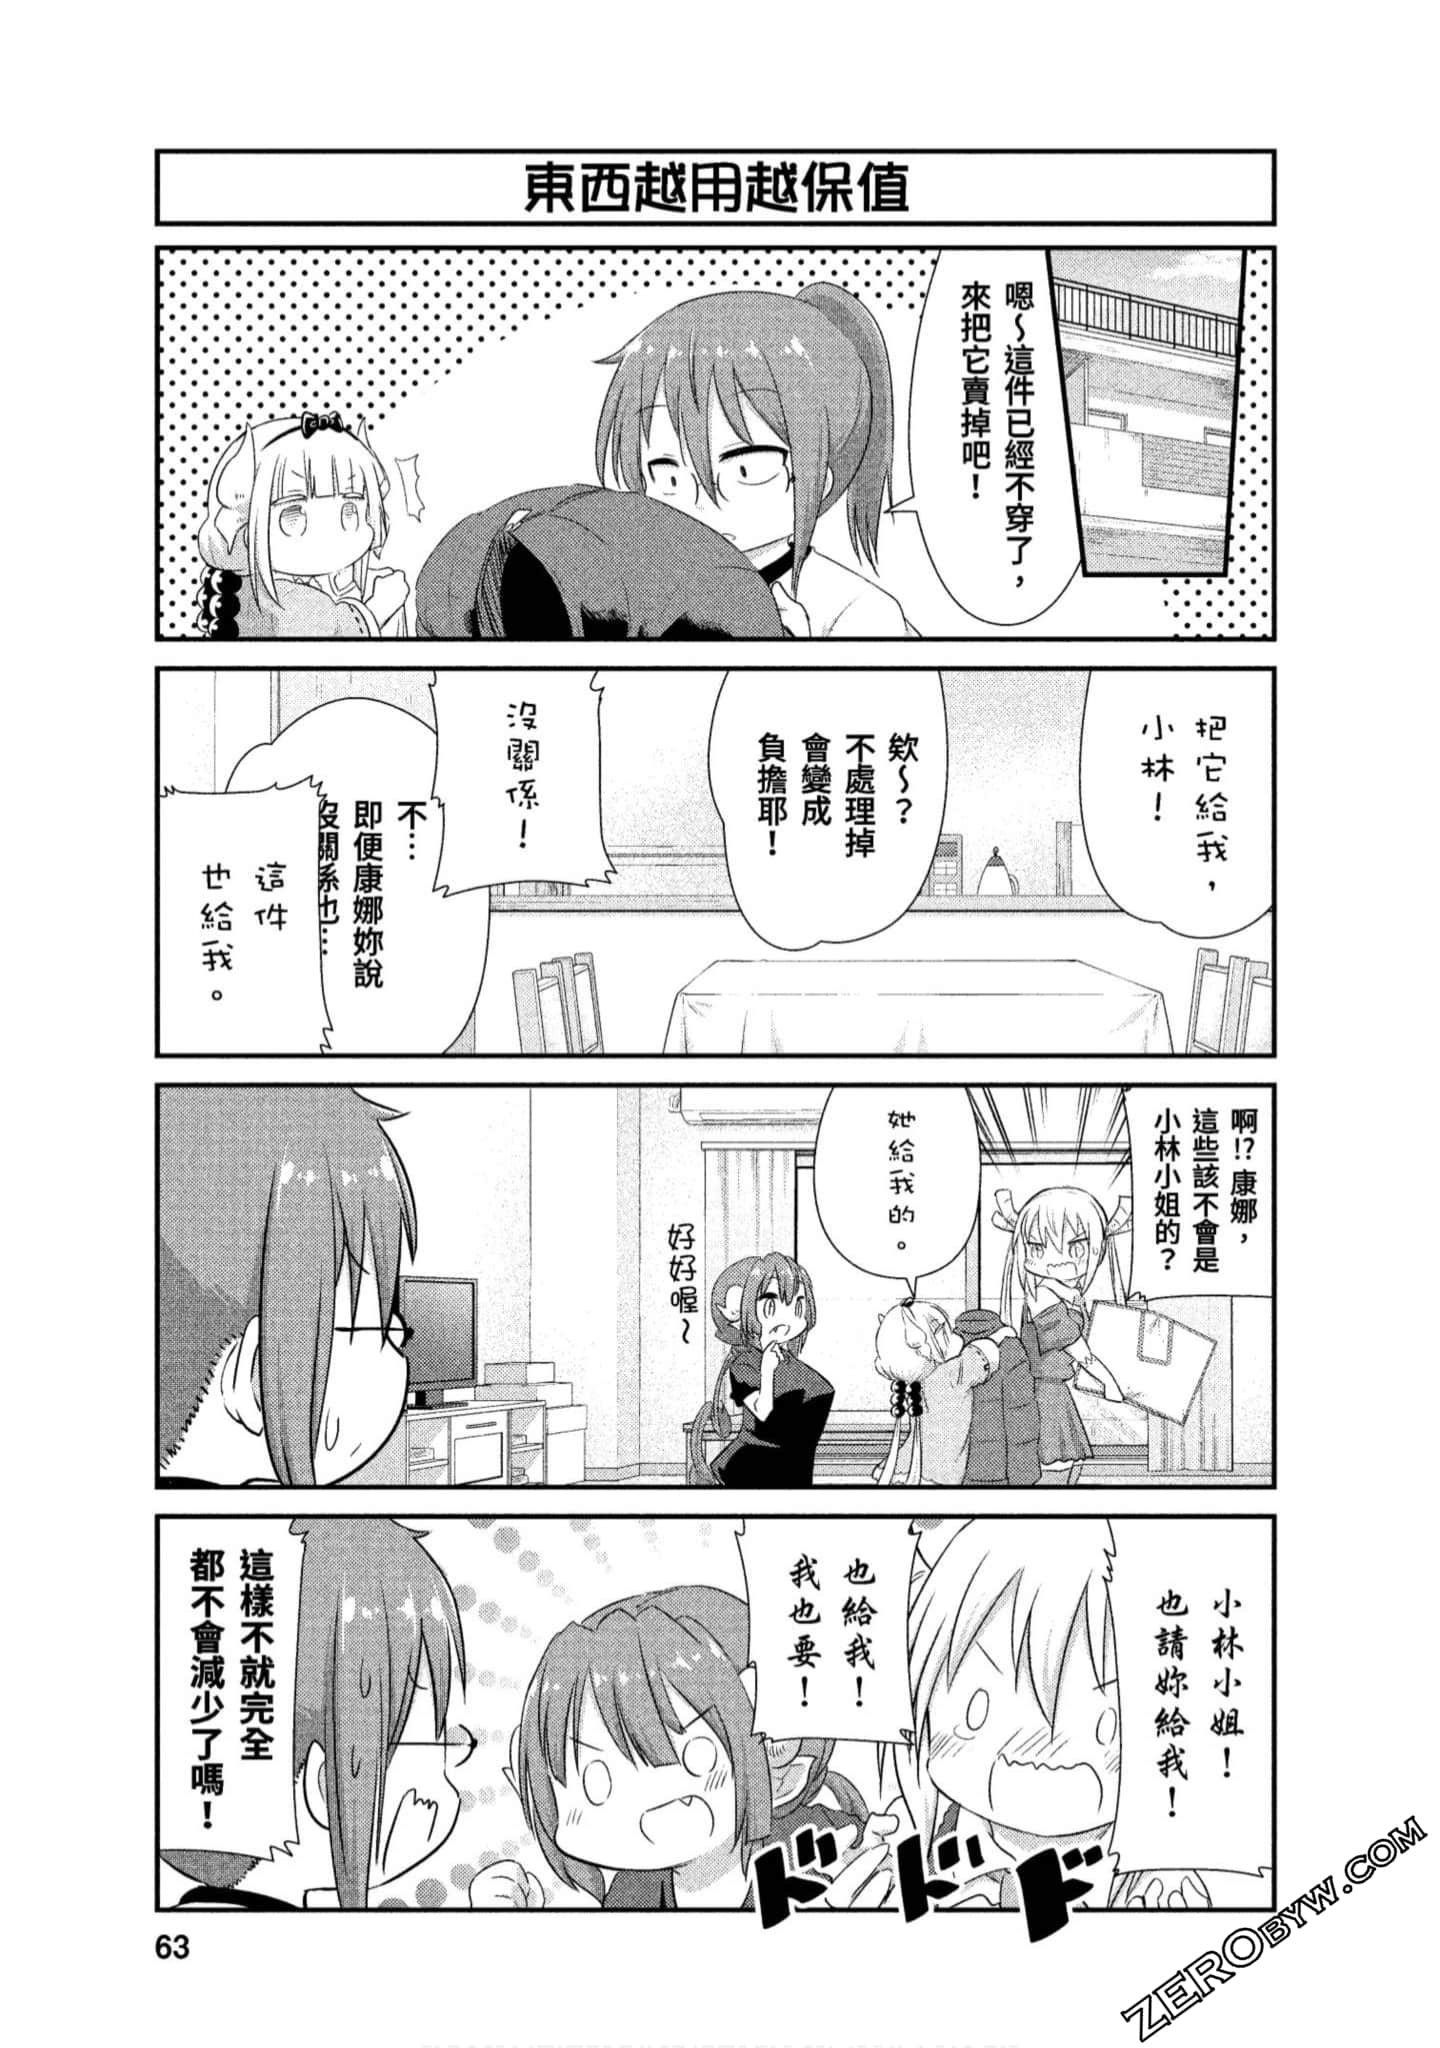 東西越用越保值
嗯～這件已經不穿了，
來把它賣掉吧！
把它給我，
小林！
欸～？
不處理掉
會變成
負擔耶！
沒關係！
不…
即便康娜妳說
沒關係也…
這件
也給我。
啊!?康娜，
這些該不會是
小林小姐的？
她給我的。
好好喔～
小林小姐！
也請妳給我！
也給我！
我也要！
ドドド
這樣不就完全
都不會減少了嗎！
63
ZEROBYW.COM